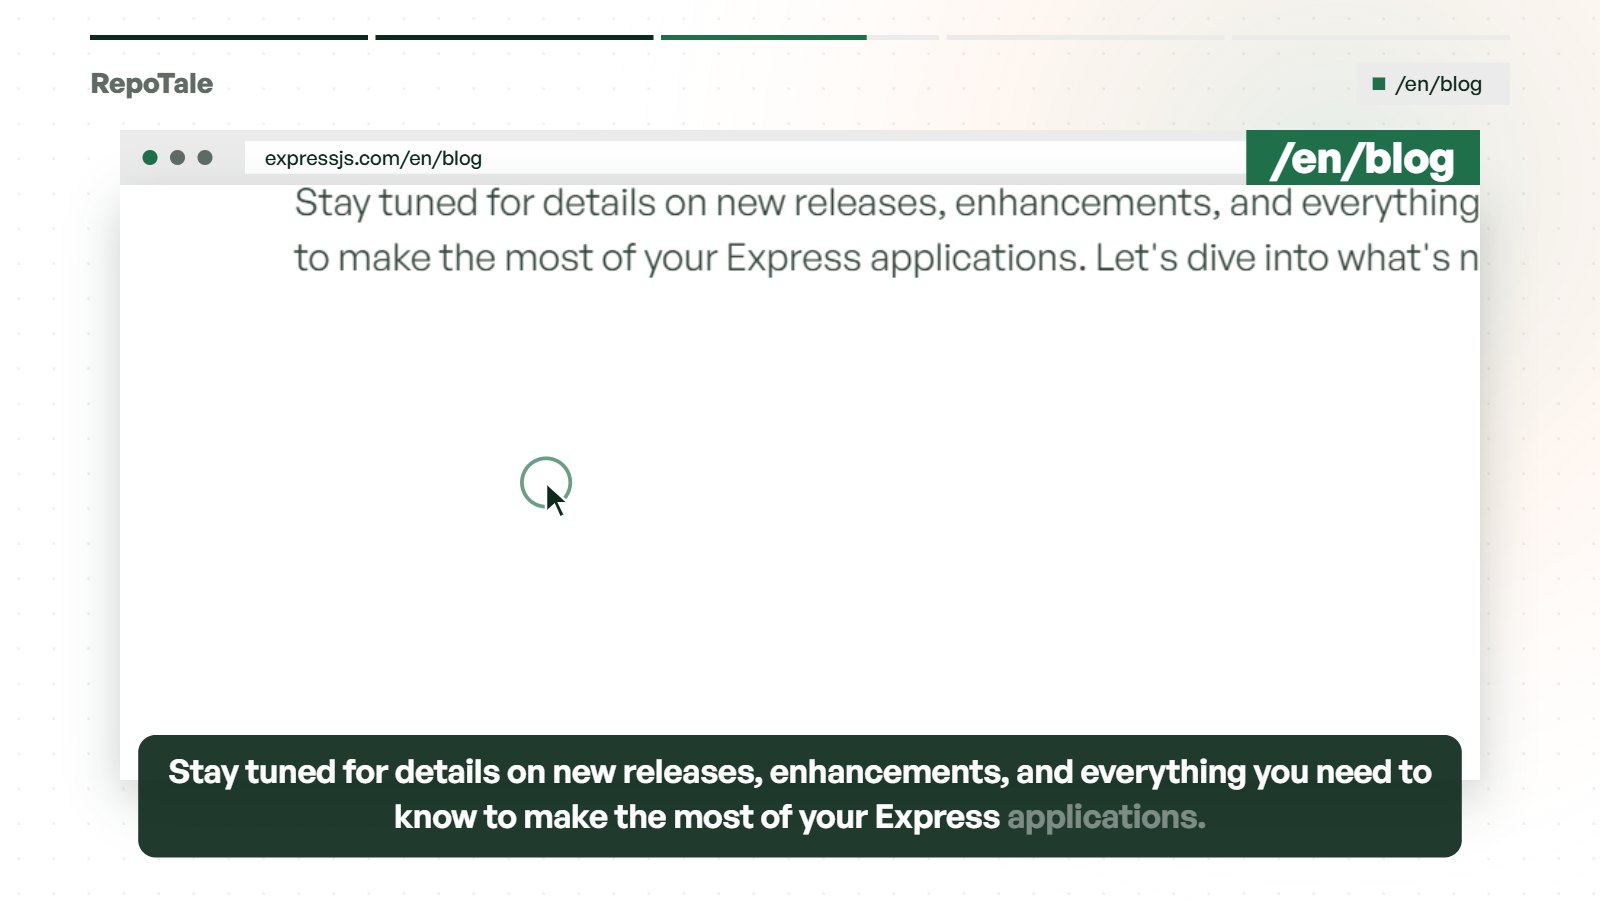 RepoTale
/en/blog
expressjs.com/en/blog
/en/blog
Stay tuned for details on new releases, enhancements, and everything
to make the most of your Express applications. Let's dive into what's n
Stay tuned for details on new releases, enhancements, and everything you need to
know to make the most of your Express applications.